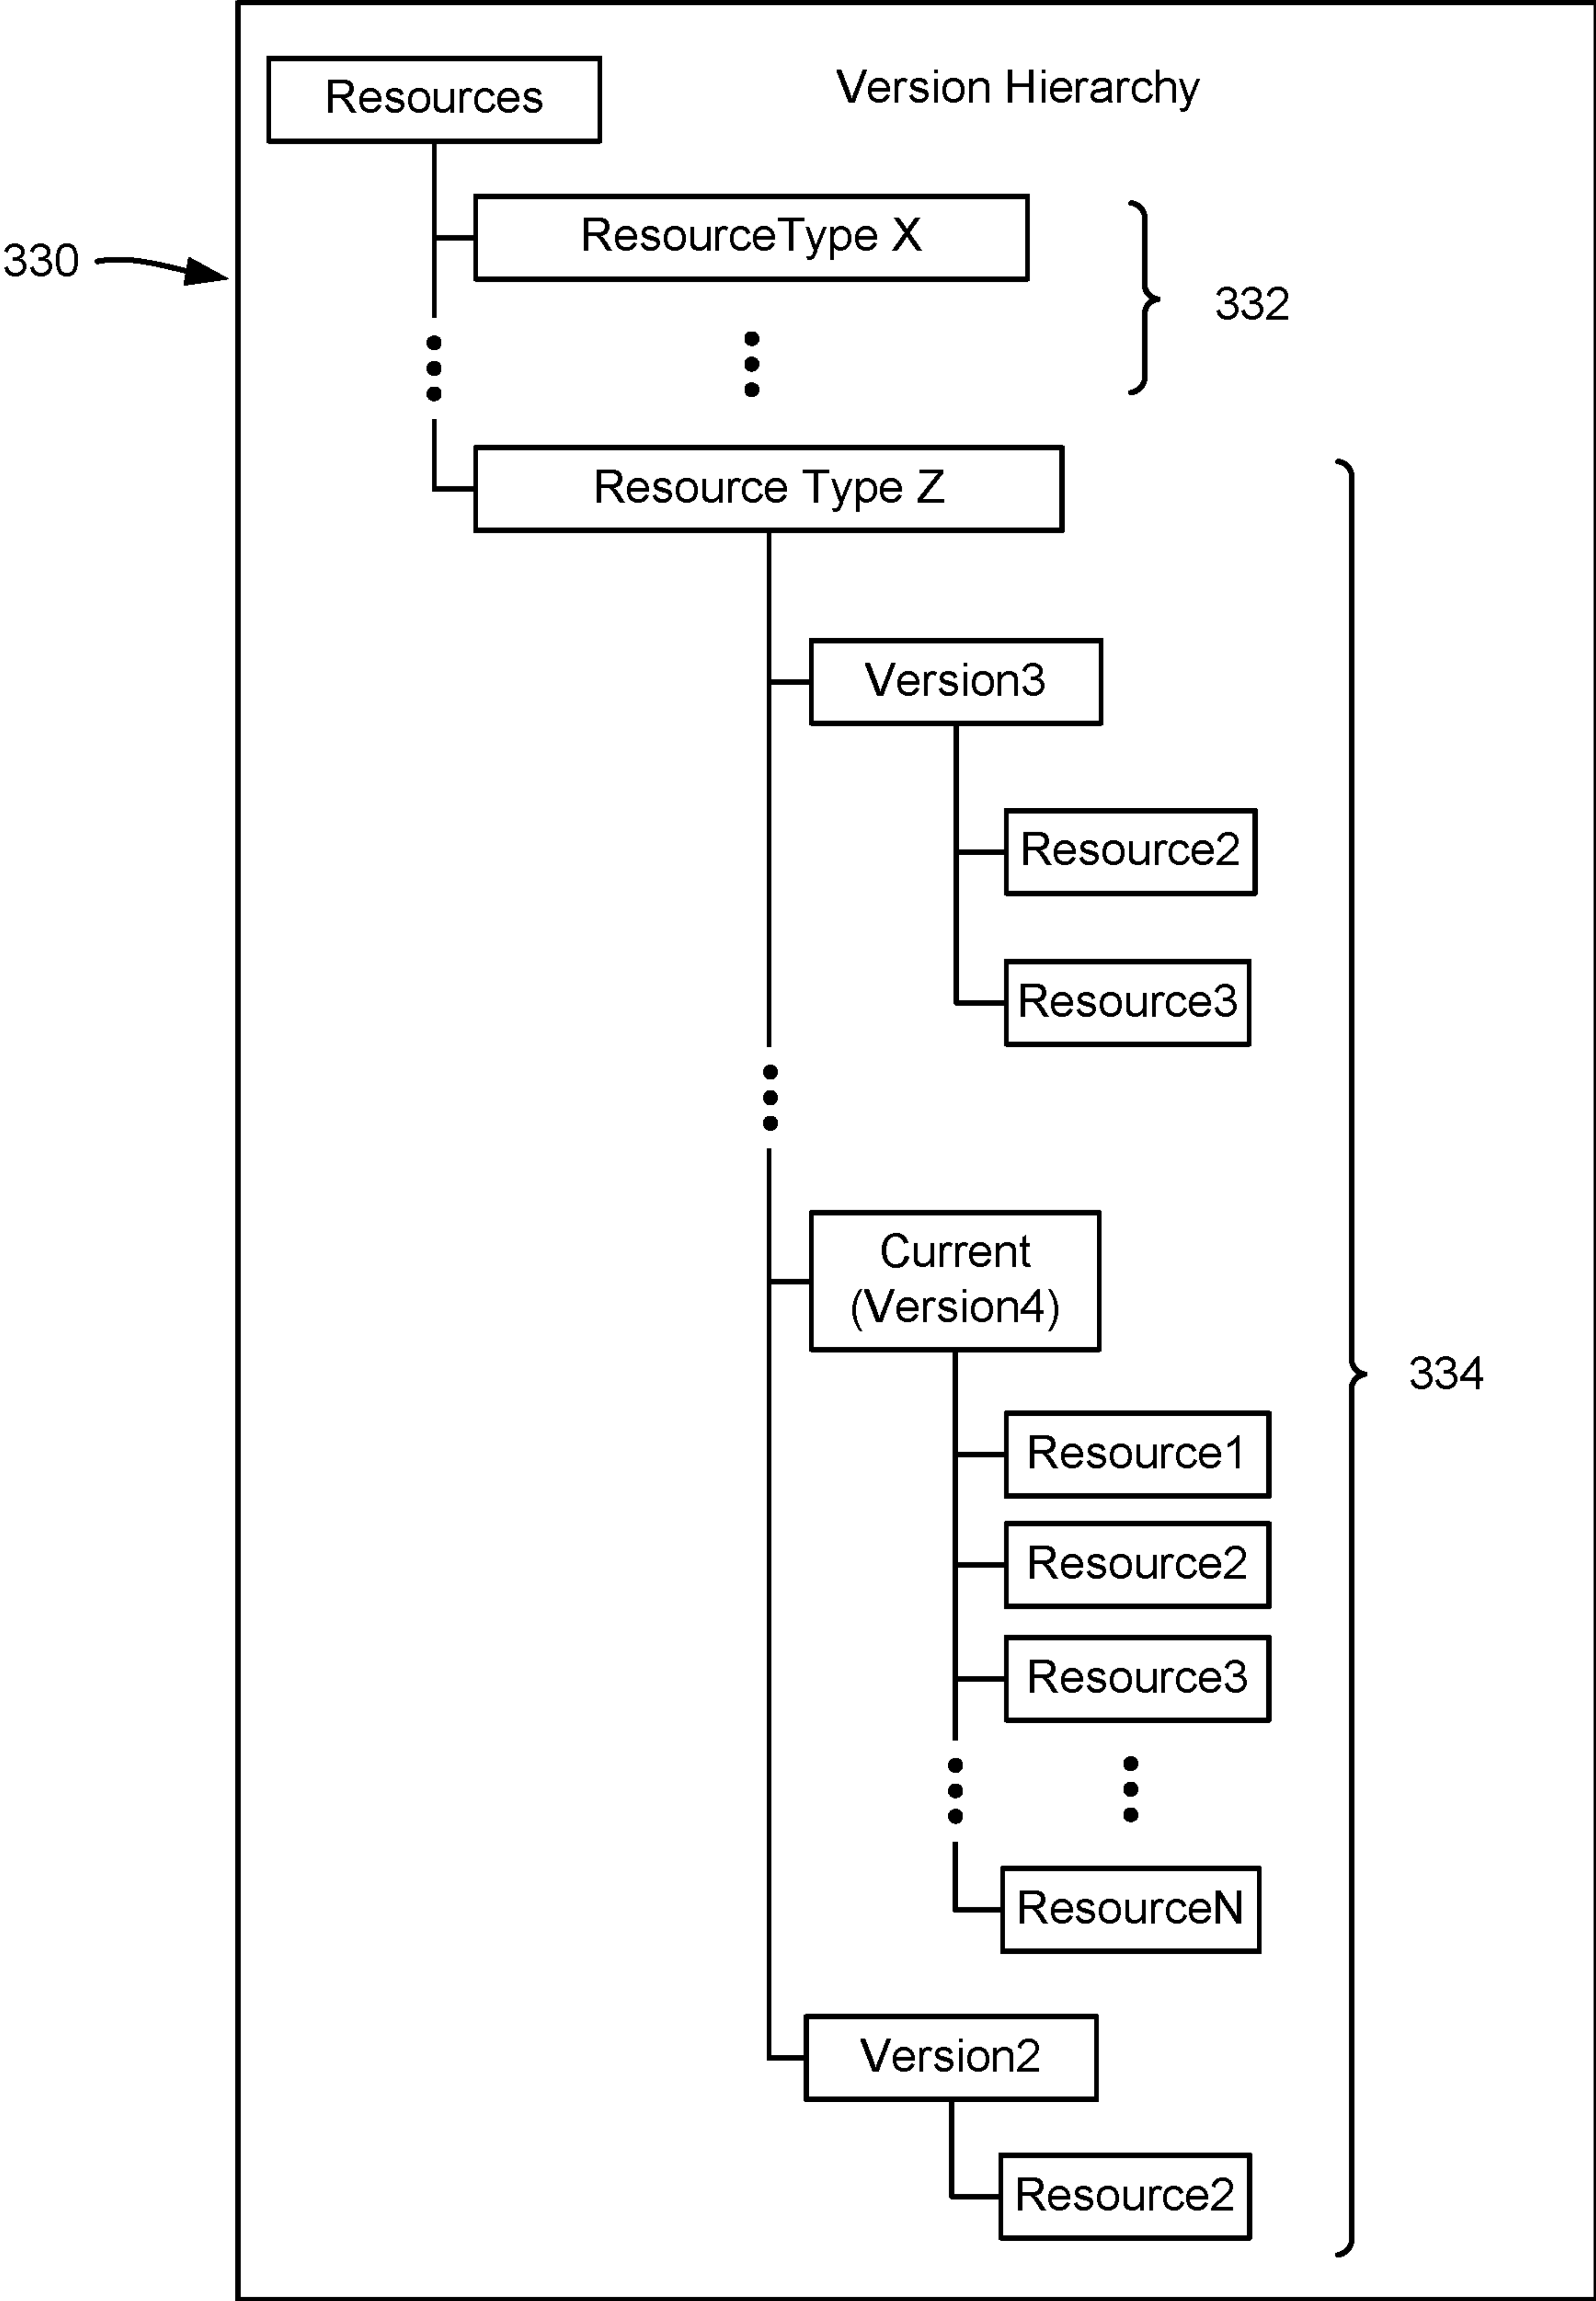 Resources
Version Hierarchy
ResourceType X
330
332
Resource Type Z
Version3
Resource2
Resource3
Current
(Version4)
334
Resource1
Resource2
Resource3
ResourceN
Version2
Resource2